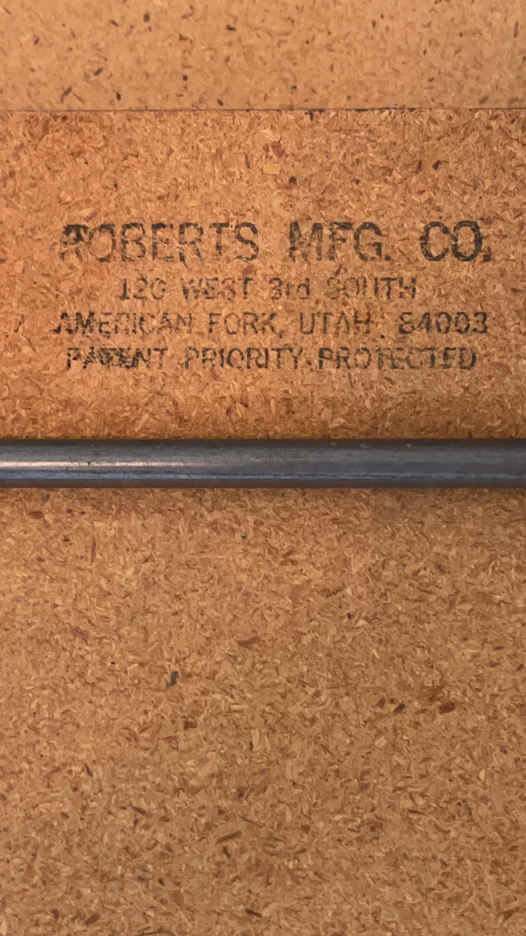 ROBERTS MFG. CO.
120 WEST 3rd SOUTH
AMERICAN FORK, UTAH 84003
PATENT PRIORITY PROTECTED